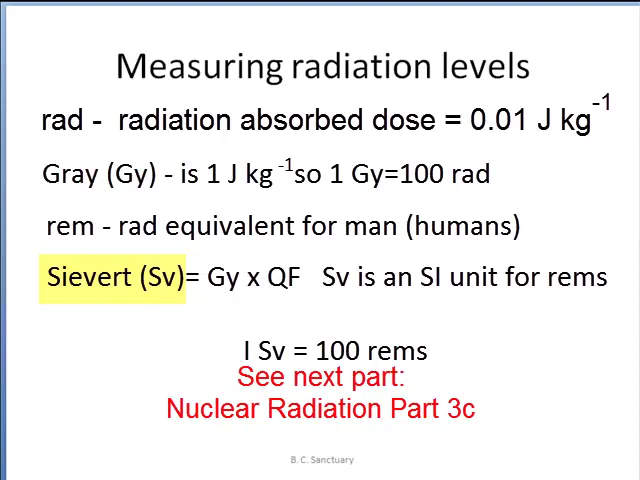 Measuring radiation levels
rad - radiation absorbed dose = 0.01 J kg⁻¹
Gray (Gy) - is 1 J kg⁻¹ so 1 Gy=100 rad
rem - rad equivalent for man (humans)
Sievert (Sv)= Gy x QF Sv is an SI unit for rems
I Sv = 100 rems
See next part:
Nuclear Radiation Part 3c
B. C. Sanctuary